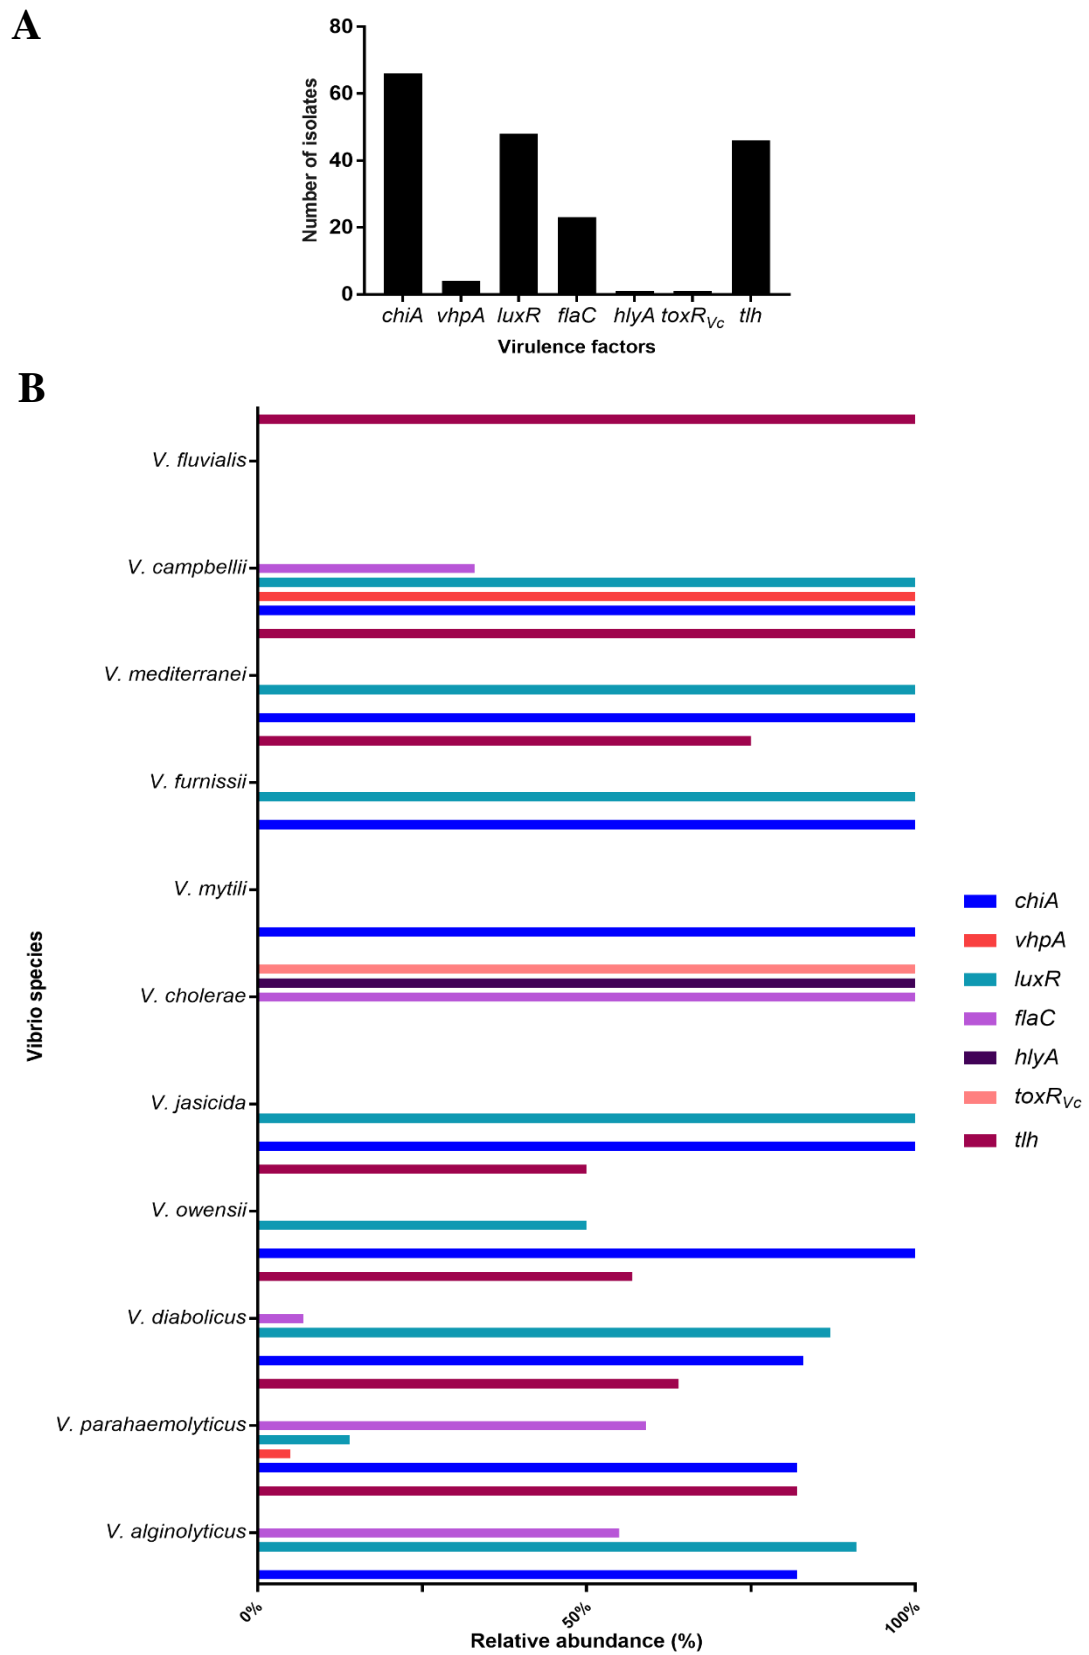 A
80
60
40
20
0
Number of isolates
chiA vhpA luxR flaC hlyA toxRVc tlh
Virulence factors
B
V. fluvialis
V. campbellii
V. mediterranei
V. furnissii
V. mytili
V. cholerae
V. jasicida
V. owensii
V. diabolicus
V. parahaemolyticus
V. alginolyticus
Vibrio species
chiA
vhpA
luxR
flaC
hlyA
toxRVc
tlh
0%
50%
100%
Relative abundance (%)